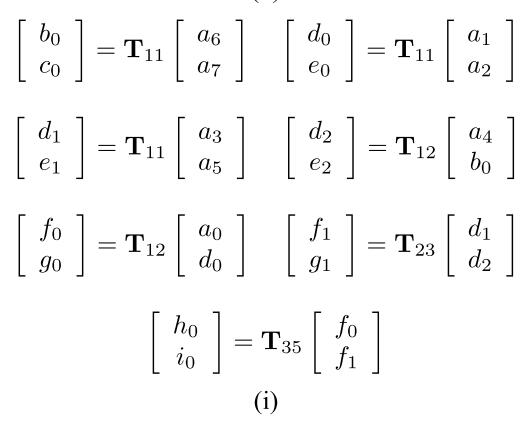 [ b₀ c₀ ] = T₁₁ [ a₆ a₇ ] [ d₀ e₀ ] = T₁₁ [ a₁ a₂ ]
[ d₁ e₁ ] = T₁₁ [ a₃ a₅ ] [ d₂ e₂ ] = T₁₂ [ a₄ b₀ ]
[ f₀ g₀ ] = T₁₂ [ a₀ d₀ ] [ f₁ g₁ ] = T₂₃ [ d₁ d₂ ]
[ h₀ i₀ ] = T₃₅ [ f₀ f₁ ]
(i)